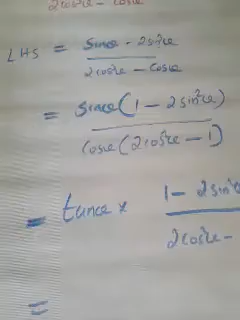 2cos³x - cosx
LHS = sinx - 2sin³x
2cos³x - cosx
= sinx(1 - 2sin²x)
cosx(2cos²x - 1)
= tanx × 1 - 2sin²x
2cos²x -
=